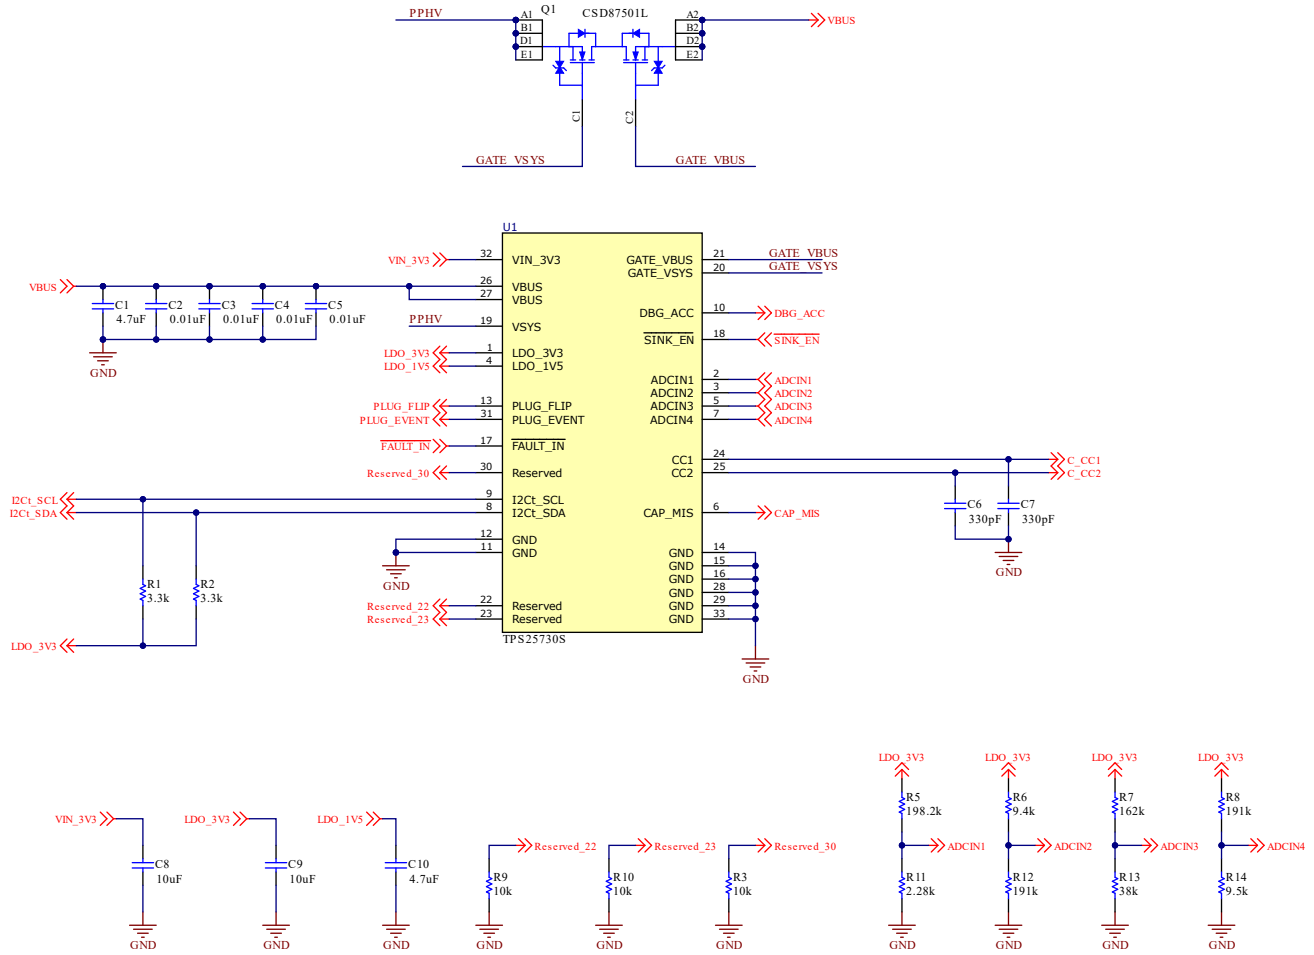 PPHV
Q1
CSD87501L
A1
B1
D1
E1
A2
B2
D2
E2
VBUS
C1
C2
GATE_VSYS
GATE_VBUS
U1
VIN_3V3
32
VIN_3V3
VBUS
26
VBUS
27
VBUS
PPHV
19
VSYS
LDO_3V3
1
LDO_3V3
LDO_1V5
4
LDO_1V5
PLUG_FLIP
13
PLUG_FLIP
PLUG_EVENT
31
PLUG_EVENT
FAULT_IN
17
FAULT_IN
Reserved_30
30
Reserved
I2Ct_SCL
9
I2Ct_SCL
I2Ct_SDA
8
I2Ct_SDA
12
GND
11
GND
GND
Reserved_22
22
Reserved
Reserved_23
23
Reserved
TPS25730S
GATE_VBUS
21
GATE_VBUS
GATE_VSYS
20
GATE_VSYS
DBG_ACC
10
DBG_ACC
SINK_EN
18
SINK_EN
ADCIN1
2
ADCIN1
ADCIN2
3
ADCIN2
ADCIN3
5
ADCIN3
ADCIN4
7
ADCIN4
CC1
24
C_CC1
CC2
25
C_CC2
CAP_MIS
6
CAP_MIS
GND
14
GND
15
GND
16
GND
28
GND
29
GND
33
GND
C1
4.7uF
C2
0.01uF
C3
0.01uF
C4
0.01uF
C5
0.01uF
GND
C6
330pF
C7
330pF
GND
R1
3.3k
R2
3.3k
LDO_3V3
VIN_3V3
C8
10uF
GND
LDO_3V3
C9
10uF
GND
LDO_1V5
C10
4.7uF
GND
Reserved_22
R9
10k
GND
Reserved_23
R10
10k
GND
Reserved_30
R3
10k
GND
LDO_3V3
R5
198.2k
ADCIN1
R11
2.28k
GND
LDO_3V3
R6
9.4k
ADCIN2
R12
191k
GND
LDO_3V3
R7
162k
ADCIN3
R13
38k
GND
LDO_3V3
R8
191k
ADCIN4
R14
9.5k
GND